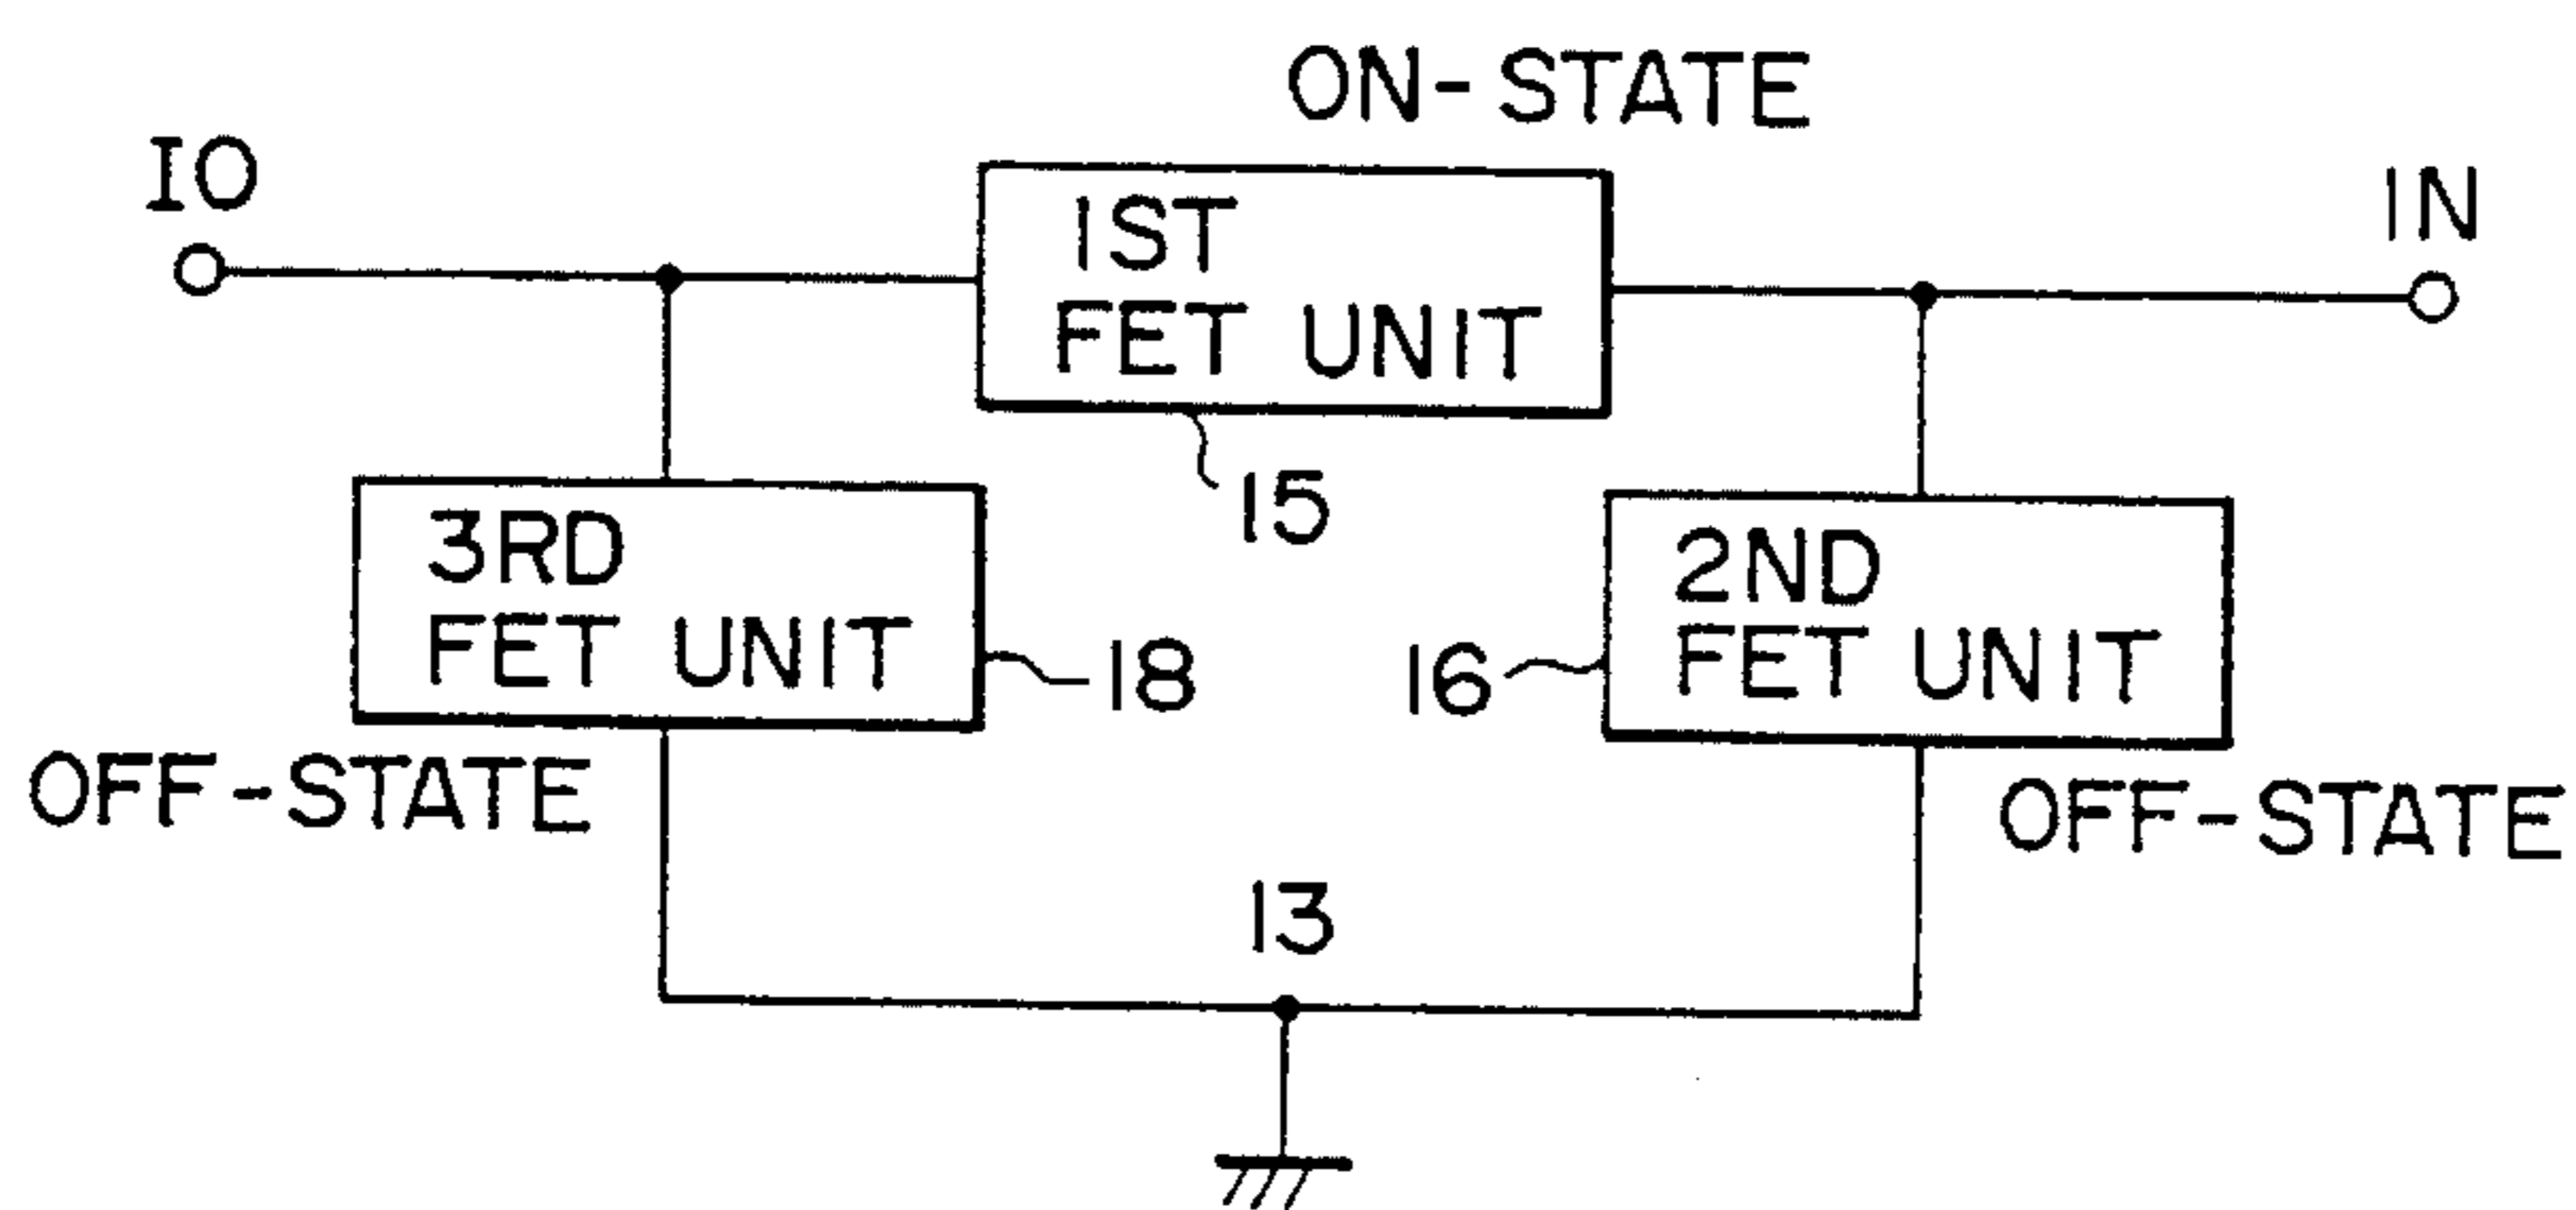 ON-STATE
IO
IN
1ST
FET UNIT
15
3RD
FET UNIT
18
2ND
FET UNIT
16
OFF-STATE
OFF-STATE
13